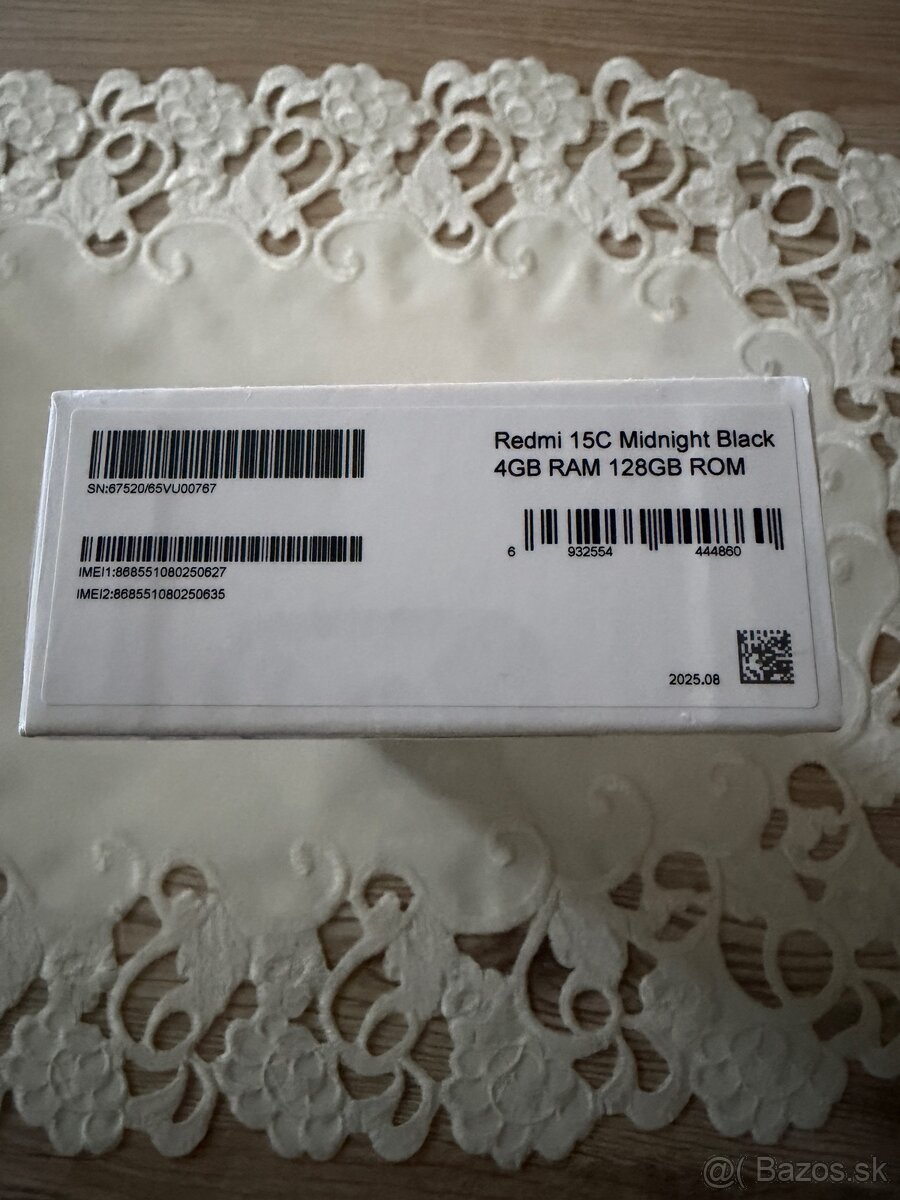 SN:67520/65VU00767
IMEI1:868551080250627
IMEI2:868551080250635
Redmi 15C Midnight Black
4GB RAM 128GB ROM
6 932554 444860
2025.08
@( Bazos.sk